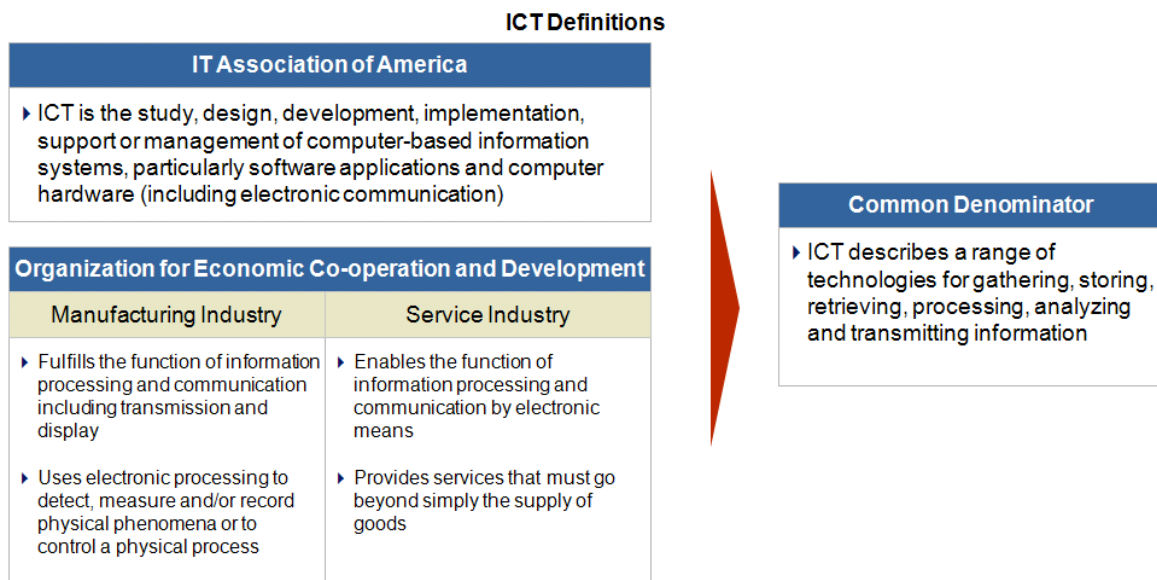 ICT Definitions
IT Association of America
ICT is the study, design, development, implementation,
support or management of computer-based information
systems, particularly software applications and computer
hardware (including electronic communication)
Organization for Economic Co-operation and Development
Manufacturing Industry
Fulfills the function of information
processing and communication
including transmission and
display
Uses electronic processing to
detect, measure and/or record
physical phenomena or to
control a physical process
Service Industry
Enables the function of
information processing and
communication by electronic
means
Provides services that must go
beyond simply the supply of
goods
Common Denominator
ICT describes a range of
technologies for gathering, storing,
retrieving, processing, analyzing
and transmitting information